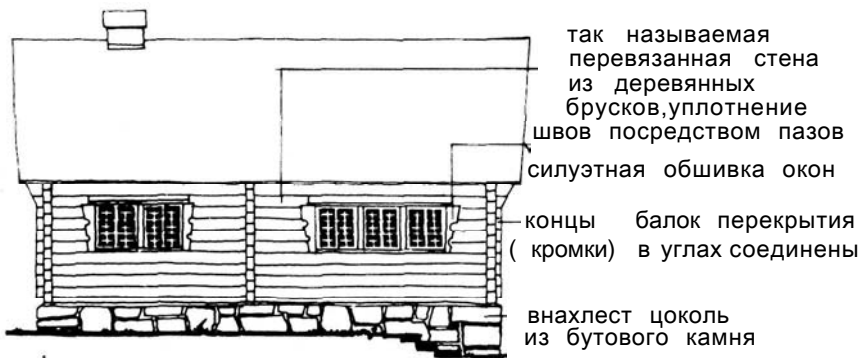 так называемая
перевязанная стена
из деревянных
брусков,уплотнение
швов посредством пазов
силуэтная обшивка окон
концы балок перекрытия
( кромки) в углах соединены
внахлест цоколь
из бутового камня